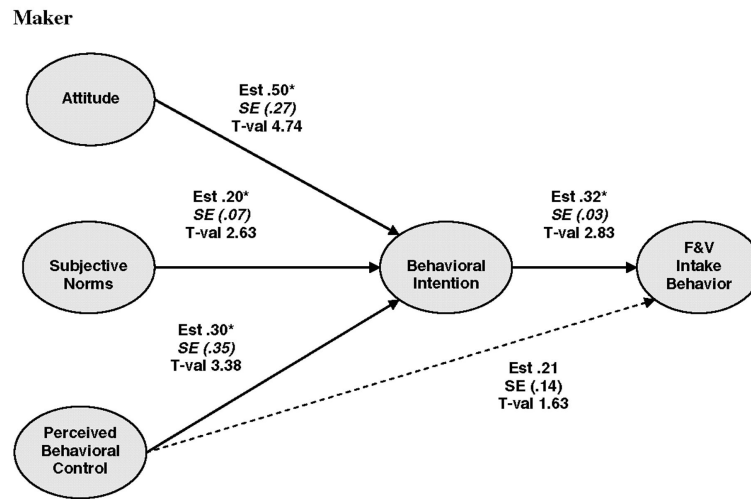 Maker
Attitude
Est .50*
SE (.27)
T-val 4.74
Est .20*
SE (.07)
T-val 2.63
Est .32*
SE (.03)
T-val 2.83
Subjective
Norms
Behavioral
Intention
F&V
Intake
Behavior
Est .30*
SE (.35)
T-val 3.38
Est .21
SE (.14)
T-val 1.63
Perceived
Behavioral
Control